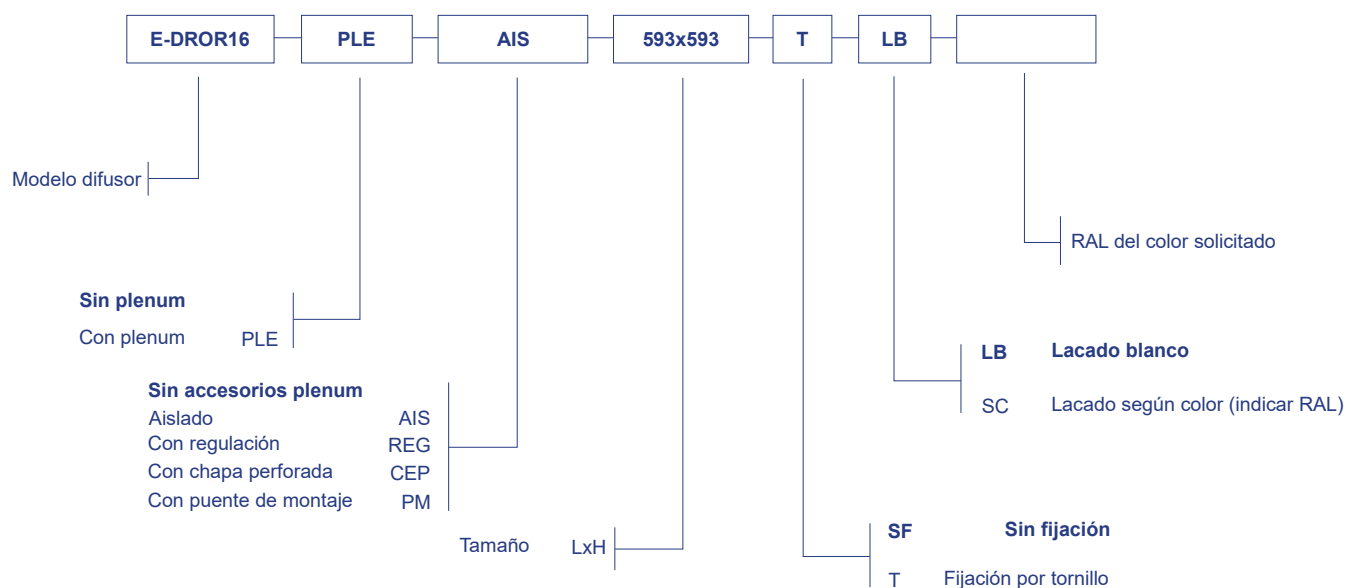 E-DROR16 PLE AIS 593x593 T LB
Modelo difusor
RAL del color solicitado
Sin plenum
Con plenum PLE
LB Lacado blanco
SC Lacado según color (indicar RAL)
Sin accesorios plenum
Aislado AIS
Con regulación REG
Con chapa perforada CEP
Con puente de montaje PM
Tamaño LxH
SF Sin fijación
T Fijación por tornillo